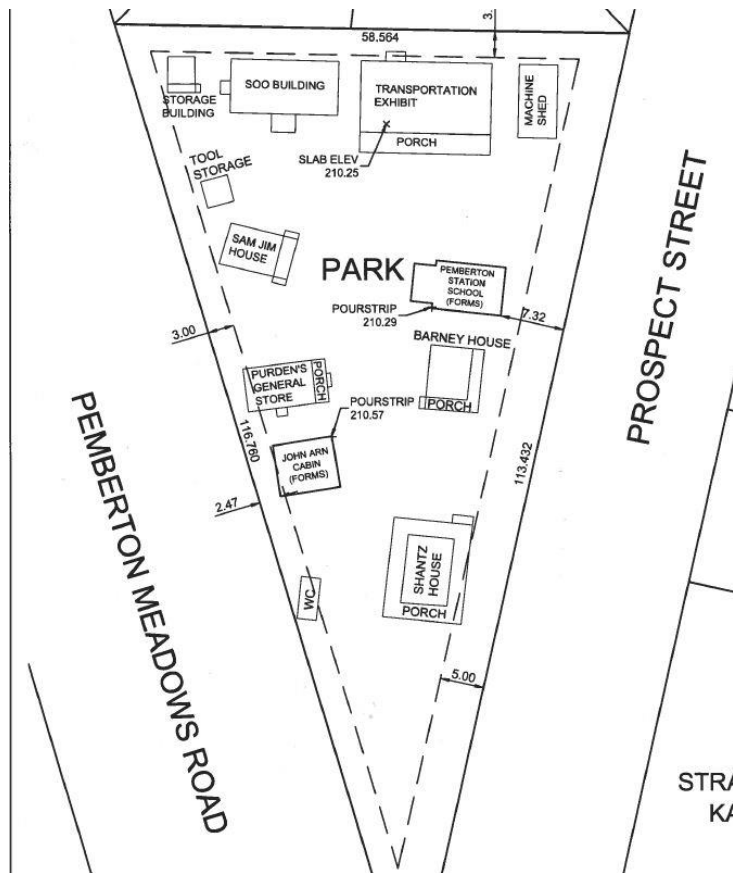 3.
58.564
STORAGE
BUILDING
SOO BUILDING
TRANSPORTATION
EXHIBIT
PORCH
MACHINE
SHED
SLAB ELEV
210.25
TOOL
STORAGE
SAM JIM
HOUSE
PARK
PEMBERTON
STATION
SCHOOL
(FORMS)
POURSTRIP
210.29
7.32
PROSPECT STREET
3.00
BARNEY HOUSE
PORCH
PURDEN'S
GENERAL
STORE
PORCH
POURSTRIP
210.57
116.760
JOHN ARN
CABIN
(FORMS)
113.432
2.47
PEMBERTON MEADOWS ROAD
WC
SHANTZ
HOUSE
PORCH
5.00
STRA
KA